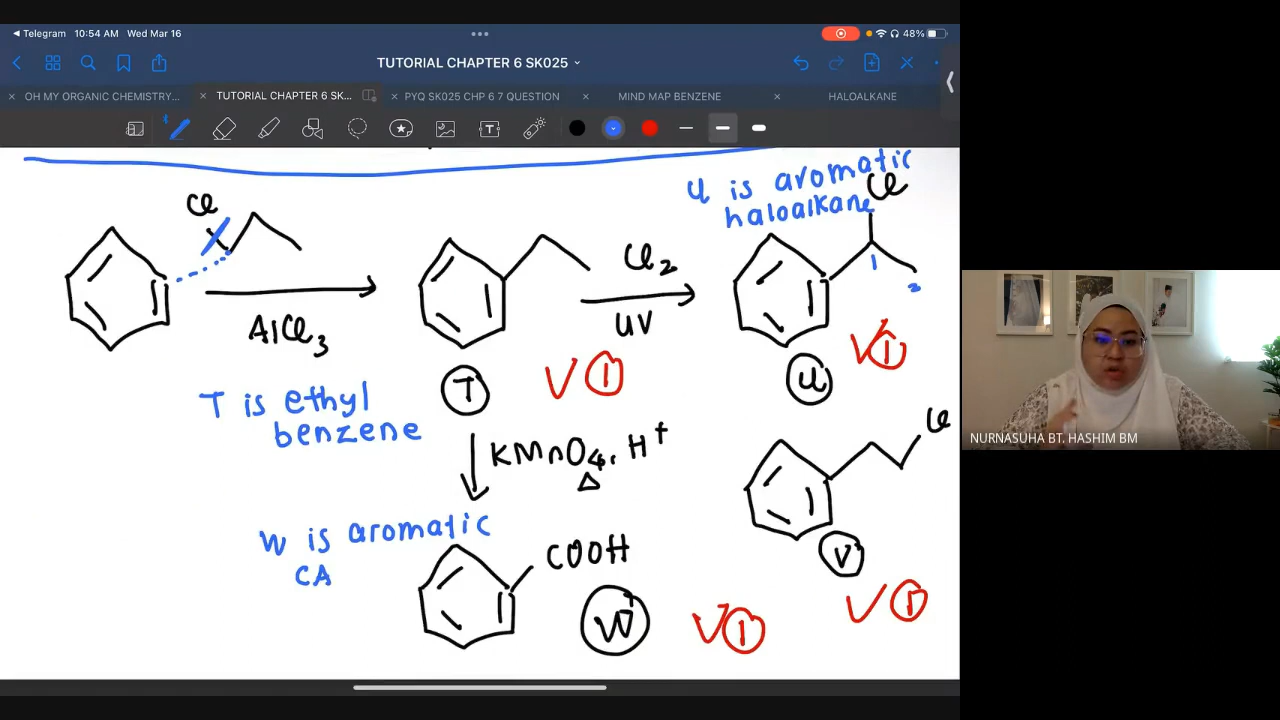 Telegram 10:54 AM Wed Mar 16
48%
TUTORIAL CHAPTER 6 SK025
OH MY ORGANIC CHEMISTRY...
TUTORIAL CHAPTER 6 SK...
PYQ SK025 CHP 6 7 QUESTION
MIND MAP BENZENE
HALOALKANE
U is aromatic
haloalkane
Cl
AlCl3
Cl2
UV
Cl
1
2
T
1
U
1
T is ethyl
benzene
KMnO4, H+
Δ
Cl
V
1
W is aromatic
CA
COOH
W
1
NURNASUHA BT. HASHIM BM